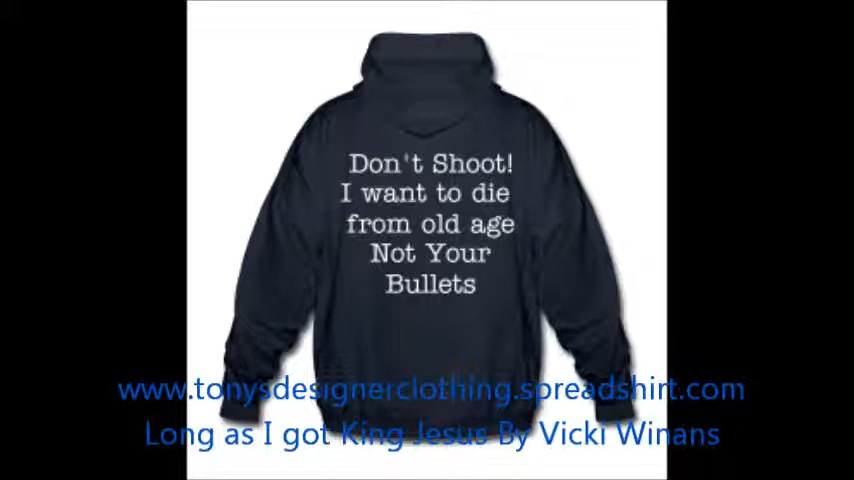 Don't Shoot!
I want to die
from old age
Not Your
Bullets
www.tonysdesignerclothing.spreadshirt.com
Long as I got King Jesus By Vicki Winans